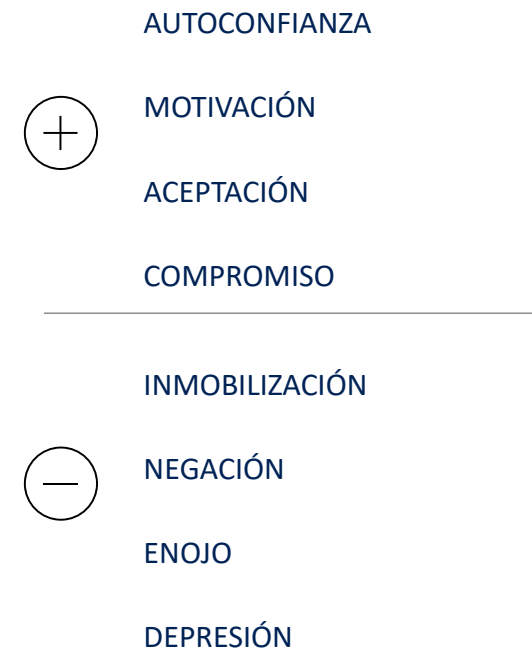 AUTOCONFIANZA
MOTIVACIÓN
ACEPTACIÓN
COMPROMISO
INMOBILIZACIÓN
NEGACIÓN
ENOJO
DEPRESIÓN